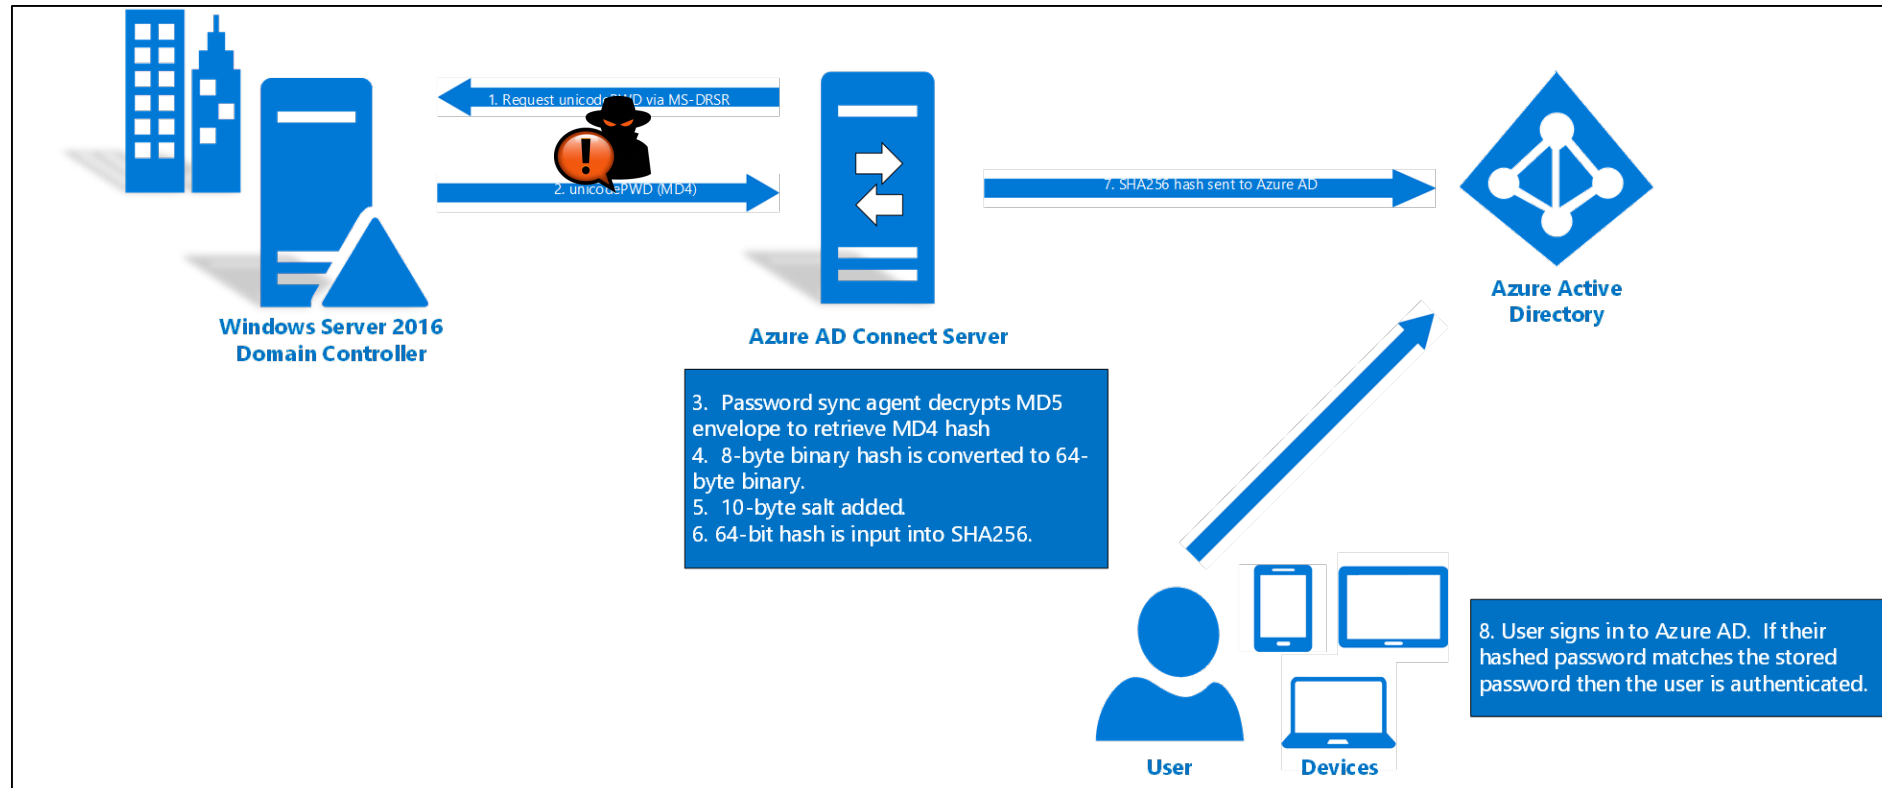 1. Request unicodePWD via MS-DRSR
2. unicodePWD (MD4)
7. SHA256 hash sent to Azure AD
Windows Server 2016
Domain Controller
Azure AD Connect Server
Azure Active
Directory
3. Password sync agent decrypts MD5
envelope to retrieve MD4 hash
4. 8-byte binary hash is converted to 64-
byte binary.
5. 10-byte salt added.
6. 64-bit hash is input into SHA256.
8. User signs in to Azure AD. If their
hashed password matches the stored
password then the user is authenticated.
User
Devices